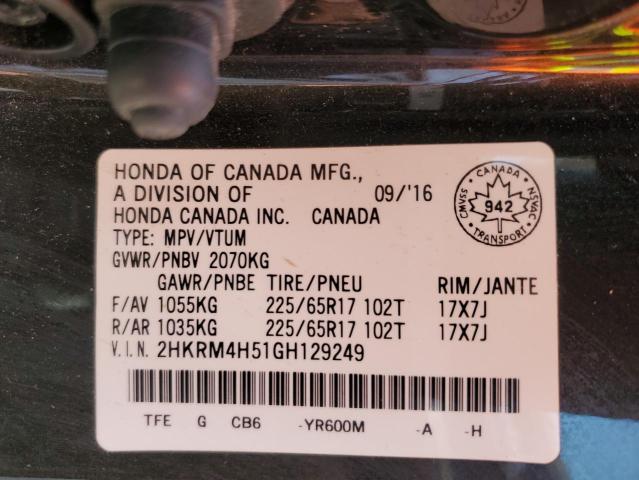 HONDA OF CANADA MFG.,
A DIVISION OF 09/'16
HONDA CANADA INC. CANADA
TYPE: MPV/VTUM
GVWR/PNBV 2070KG
GAWR/PNBE TIRE/PNEU RIM/JANTE
F/AV 1055KG 225/65R17 102T 17X7J
R/AR 1035KG 225/65R17 102T 17X7J
V.I.N. 2HKRM4H51GH129249
TFE G CB6 -YR600M -A -H
CANADA
CMVSS 942 NSVAC
TRANSPORT